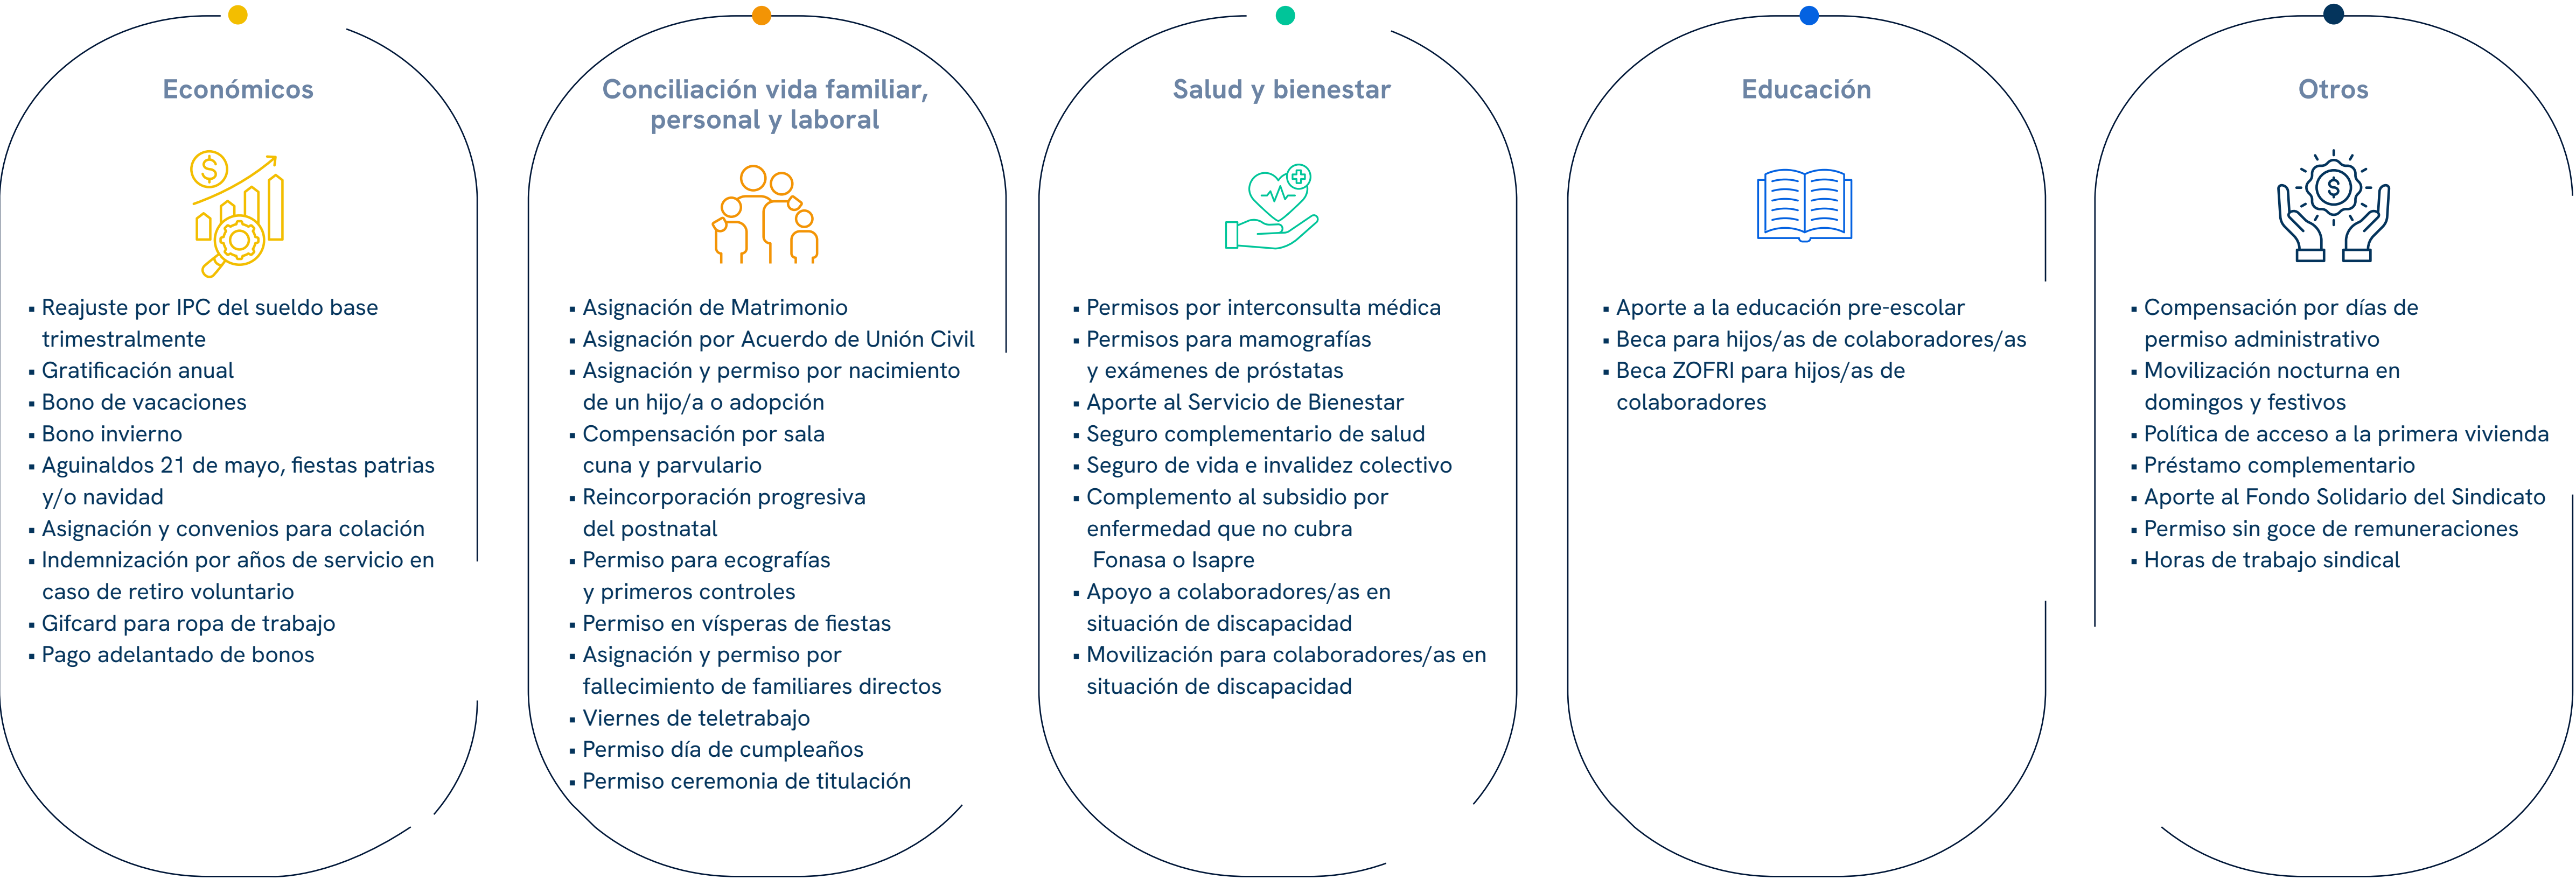 Económicos
▪ Reajuste por IPC del sueldo base
trimestralmente
▪ Gratificación anual
▪ Bono de vacaciones
▪ Bono invierno
▪ Aguinaldos 21 de mayo, fiestas patrias
y/o navidad
▪ Asignación y convenios para colación
▪ Indemnización por años de servicio en
caso de retiro voluntario
▪ Gifcard para ropa de trabajo
▪ Pago adelantado de bonos
Conciliación vida familiar,
personal y laboral
▪ Asignación de Matrimonio
▪ Asignación por Acuerdo de Unión Civil
▪ Asignación y permiso por nacimiento
de un hijo/a o adopción
▪ Compensación por sala
cuna y parvulario
▪ Reincorporación progresiva
del postnatal
▪ Permiso para ecografías
y primeros controles
▪ Permiso en vísperas de fiestas
▪ Asignación y permiso por
fallecimiento de familiares directos
▪ Viernes de teletrabajo
▪ Permiso día de cumpleaños
▪ Permiso ceremonia de titulación
Salud y bienestar
▪ Permisos por interconsulta médica
▪ Permisos para mamografías
y exámenes de próstatas
▪ Aporte al Servicio de Bienestar
▪ Seguro complementario de salud
▪ Seguro de vida e invalidez colectivo
▪ Complemento al subsidio por
enfermedad que no cubra
Fonasa o Isapre
▪ Apoyo a colaboradores/as en
situación de discapacidad
▪ Movilización para colaboradores/as en
situación de discapacidad
Educación
▪ Aporte a la educación pre-escolar
▪ Beca para hijos/as de colaboradores/as
▪ Beca ZOFRI para hijos/as de
colaboradores
Otros
▪ Compensación por días de
permiso administrativo
▪ Movilización nocturna en
domingos y festivos
▪ Política de acceso a la primera vivienda
▪ Préstamo complementario
▪ Aporte al Fondo Solidario del Sindicato
▪ Permiso sin goce de remuneraciones
▪ Horas de trabajo sindical